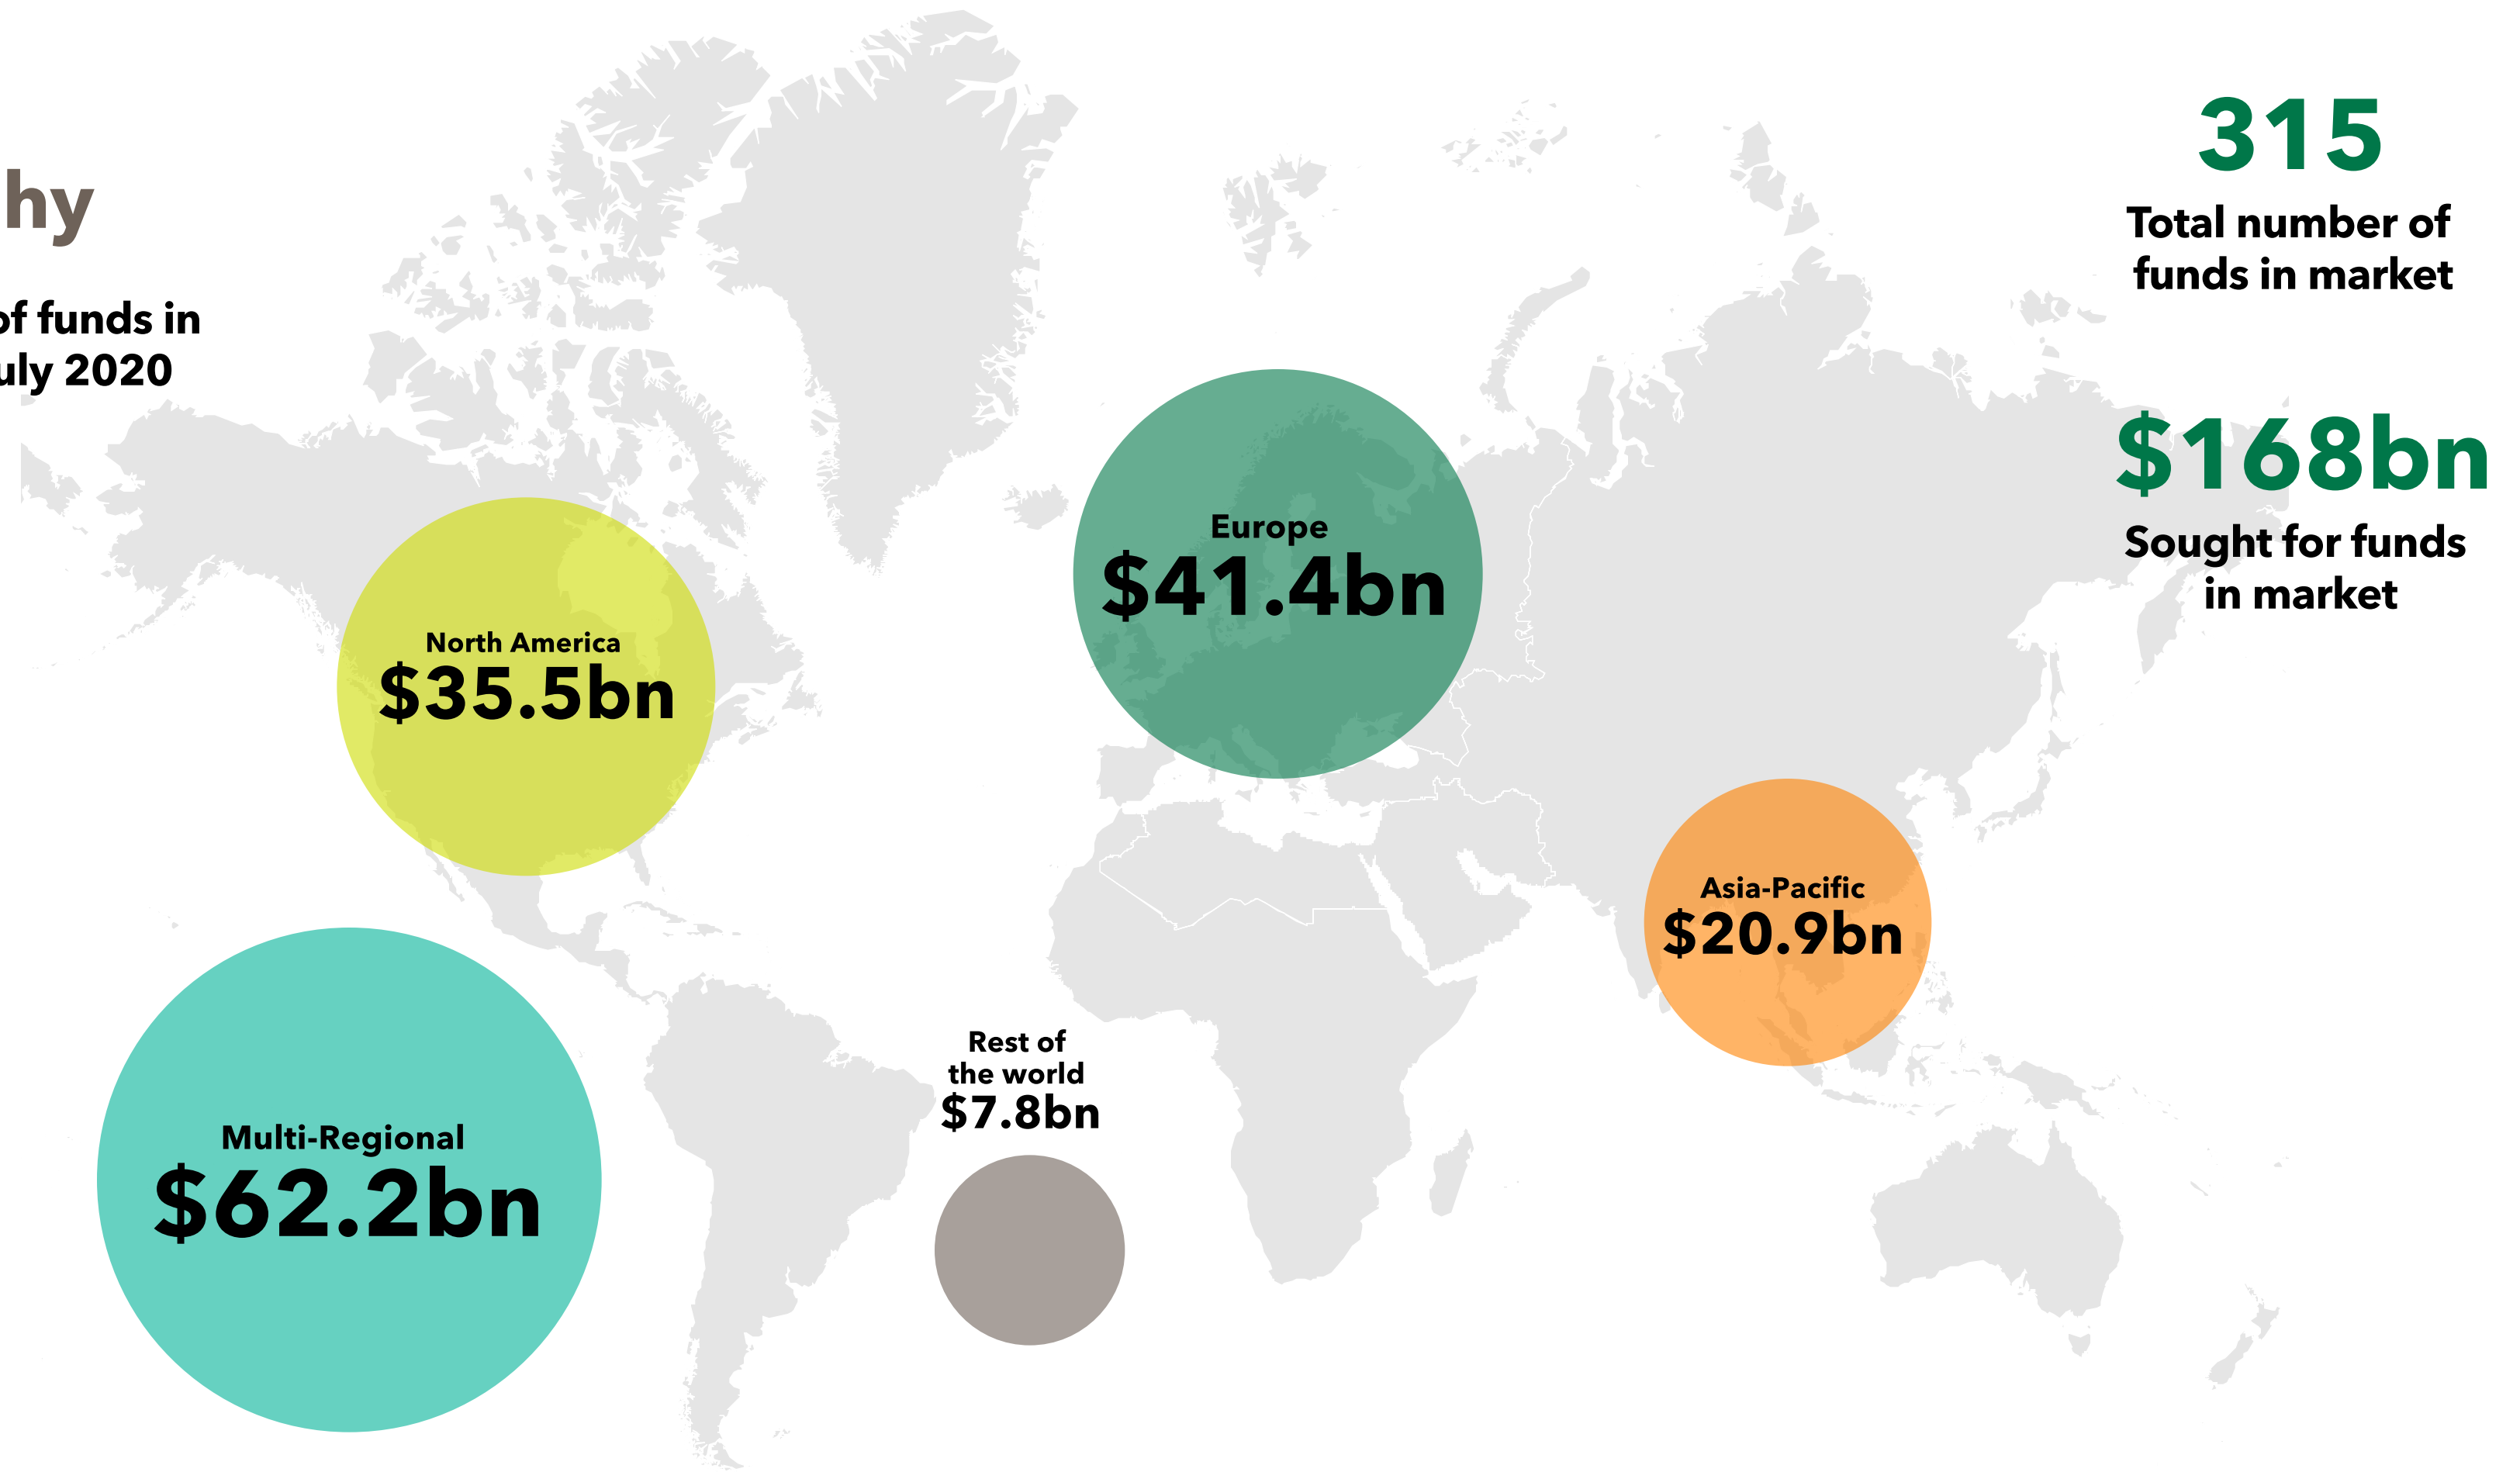 hy
of funds in
uly 2020
315
Total number of
funds in market
$168bn
Sought for funds
in market
Europe
$41.4bn
North America
$35.5bn
Asia-Pacific
$20.9bn
Rest of
the world
$7.8bn
Multi-Regional
$62.2bn